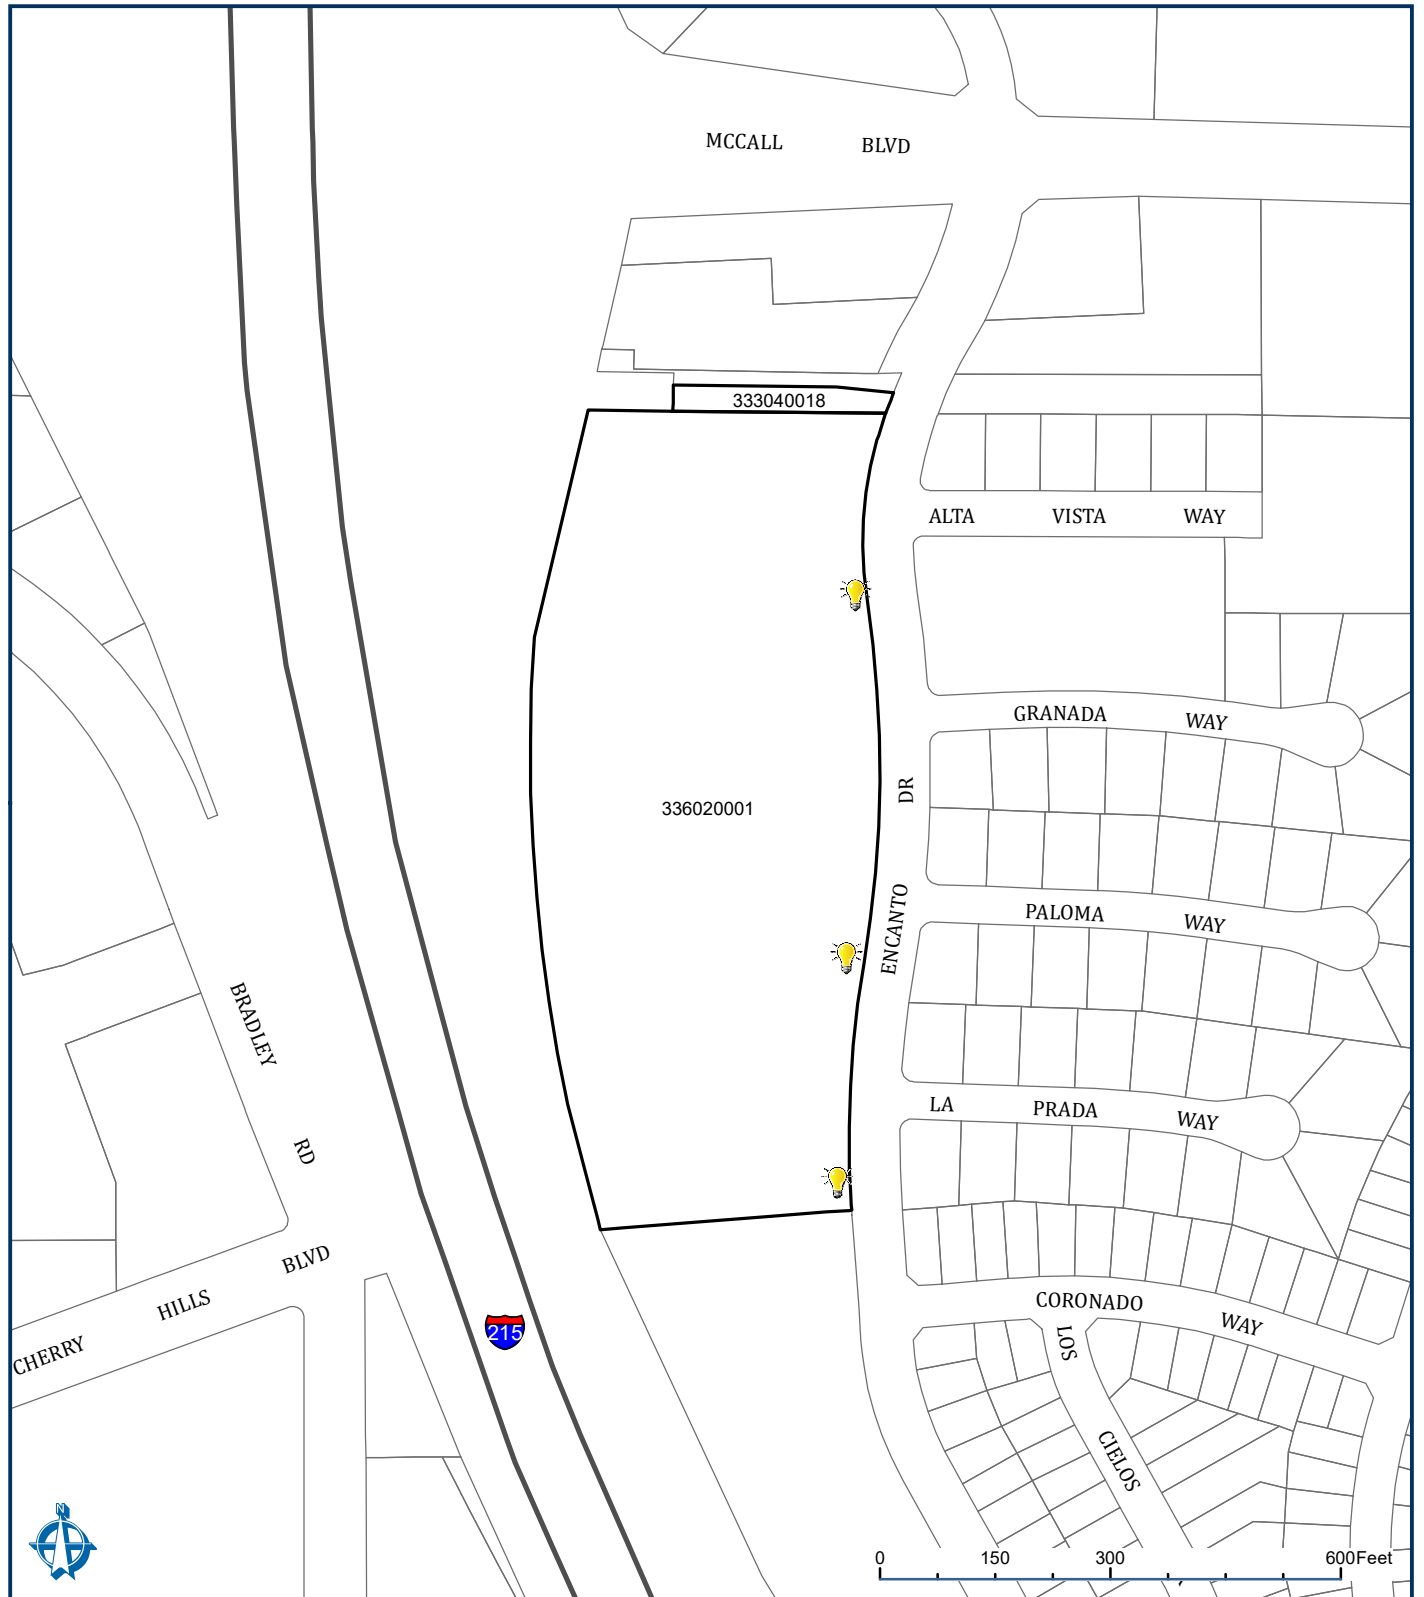 MCCALL BLVD
333040018
ALTA VISTA WAY
GRANADA WAY
DR
336020001
ENCANTO
PALOMA WAY
BRADLEY
RD
LA PRADA WAY
CHERRY HILLS BLVD
215
CORONADO WAY
LOS
CIELOS
N
0 150 300 600Feet